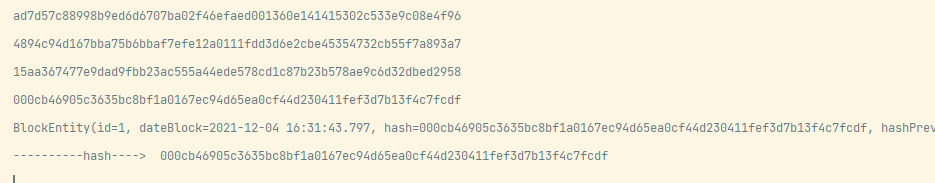 ad7d57c88998b9ed6d6707ba02f46efaed001360e141415302c533e9c08e4f96
4894c94d167bba75b6bbaf7efe12a0111fdd3d6e2cbe45354732cb55f7a893a7
15aa367477e9dad9fbb23ac555a44ede578cd1c87b23b578ae9c6d32dbed2958
000cb46905c3635bc8bf1a0167ec94d65ea0cf44d230411fef3d7b13f4c7fcdf
BlockEntity(id=1, dateBlock=2021-12-04 16:31:43.797, hash=000cb46905c3635bc8bf1a0167ec94d65ea0cf44d230411fef3d7b13f4c7fcdf, hashPrev
----------hash----> 000cb46905c3635bc8bf1a0167ec94d65ea0cf44d230411fef3d7b13f4c7fcdf